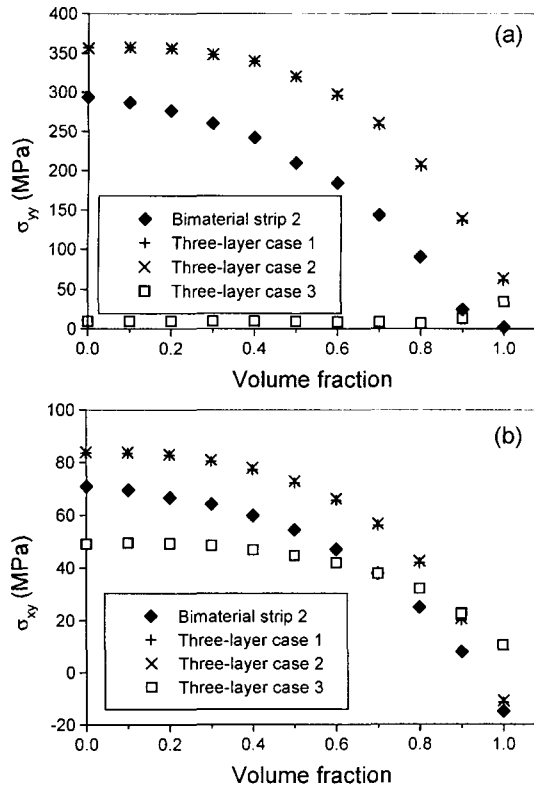 400
350
300
250
200
150
100
50
0
σyy (MPa)
(a)
Bimaterial strip 2
Three-layer case 1
Three-layer case 2
Three-layer case 3
0.0 0.2 0.4 0.6 0.8 1.0
Volume fraction
100
80
60
40
20
0
-20
σxy (MPa)
(b)
Bimaterial strip 2
Three-layer case 1
Three-layer case 2
Three-layer case 3
0.0 0.2 0.4 0.6 0.8 1.0
Volume fraction